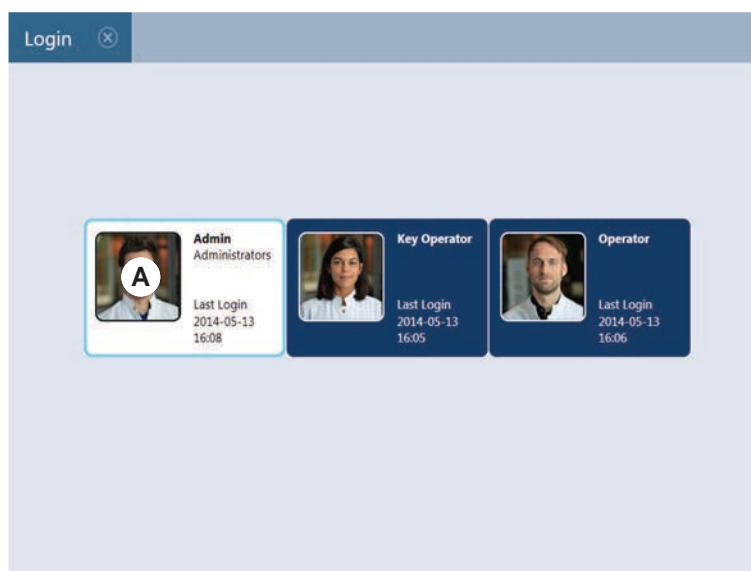 Login
Admin
Administrators
A
Last Login
2014-05-13
16:08
Key Operator
Last Login
2014-05-13
16:05
Operator
Last Login
2014-05-13
16:06